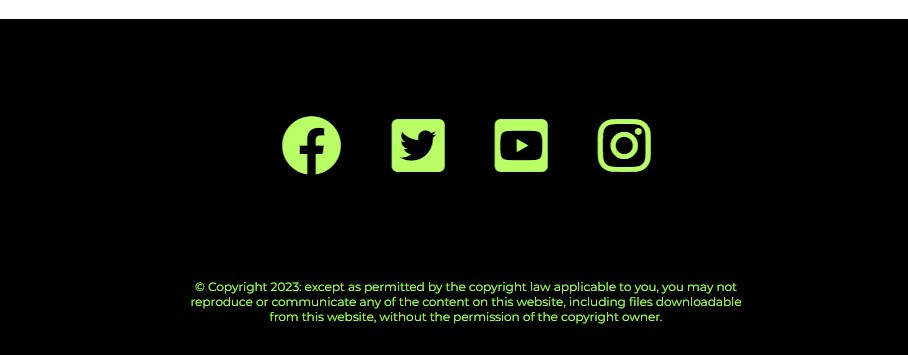 © Copyright 2023: except as permitted by the copyright law applicable to you, you may not
reproduce or communicate any of the content on this website, including files downloadable
from this website, without the permission of the copyright owner.